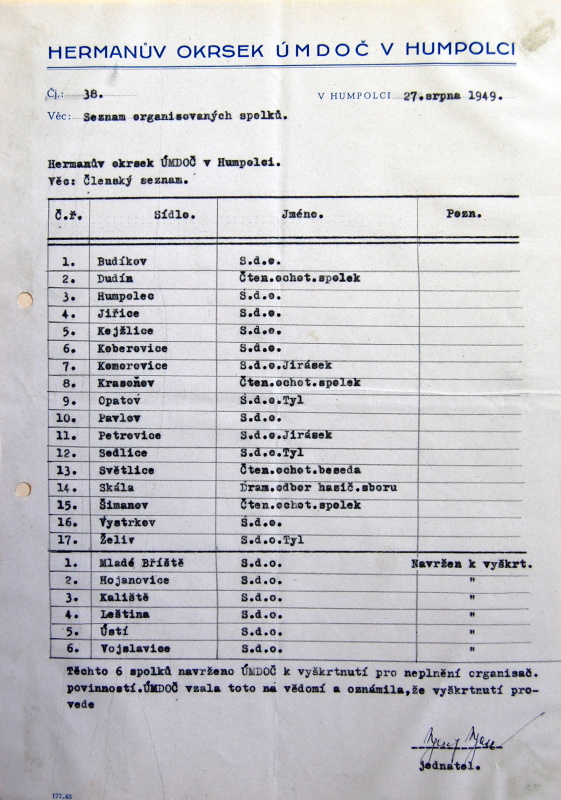 HERMANŮV OKRSEK ÚMDOČ V HUMPOLCI
Čj.: 38. V HUMPOLCI 27.srpna 1949.
Věc: Seznam organisovaných spolků.
Hermanův okrsek ÚMDOČ v Humpolci.
Věc: Členský seznam.
Č.ř. Sídlo. Jméno. Pozn.
1. Budíkov S.d.o.
2. Dudín Čten.ochot.spolek
3. Humpolec S.d.o.
4. Jiřice S.d.o.
5. Kejžlice S.d.o.
6. Koberovice S.d.o.
7. Komorovice S.d.o.Jirásek
8. Krasoňov Čten.ochot.spolek
9. Opatov S.d.o.Tyl
10. Pavlov S.d.o.
11. Petrovice S.d.o.Jirásek
12. Sedlice S.d.o.Tyl
13. Světlice Čten.ochot.beseda
14. Skála Dram.odbor hasič.sboru
15. Šimanov Čten.ochot.spolek
16. Vystrkov S.d.o.
17. Želiv S.d.o.Tyl
1. Mladé Bříště S.d.o. Navržen k vyškrt.
2. Hojanovice S.d.o. "
3. Kaliště S.d.o. "
4. Leština S.d.o. "
5. Ústí S.d.o. "
6. Vojslavice S.d.o. "
Těchto 6 spolků navrženo ÚMDOČ k vyškrtnutí pro neplnění organisač.
povinností.ÚMDOČ vzala toto na vědomí a oznámila,že vyškrtnutí pro-
vede
jednatel.
177.43